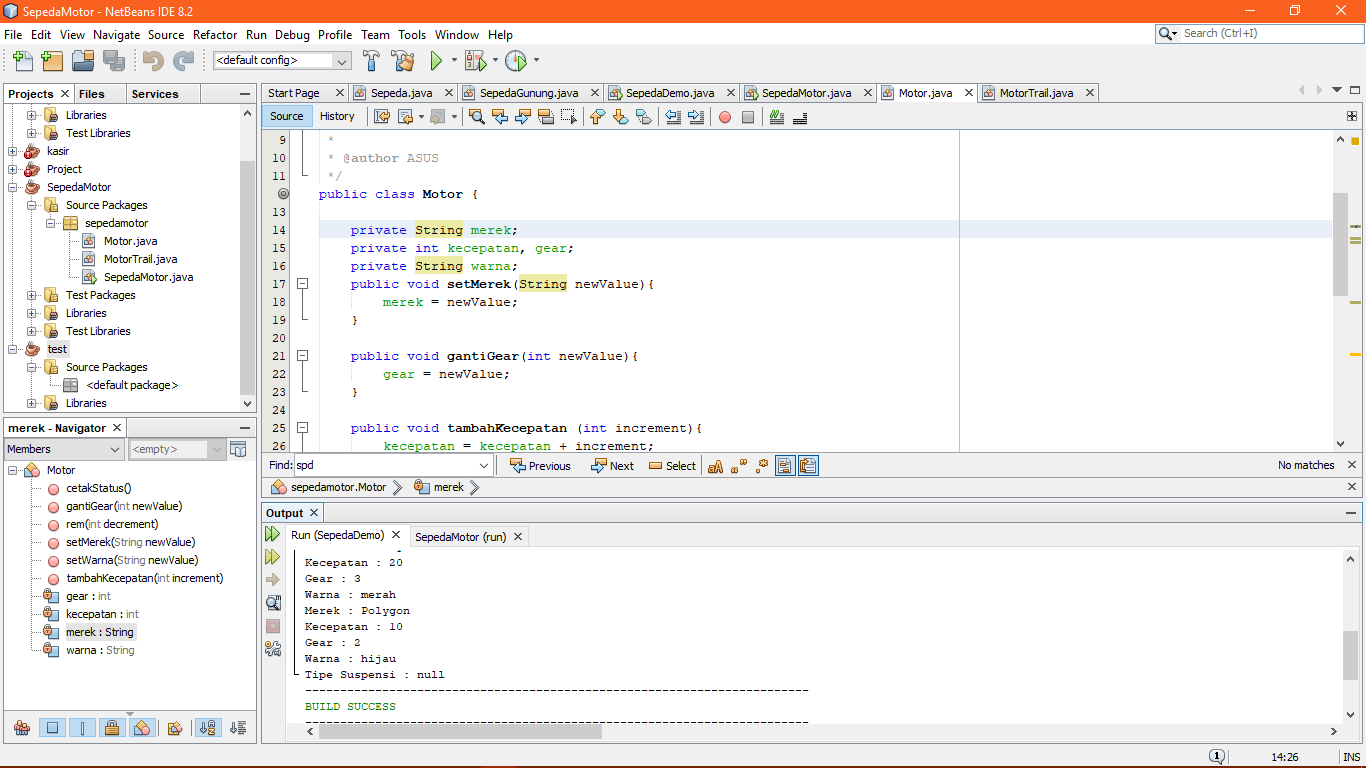 SepedaMotor - NetBeans IDE 8.2
File Edit View Navigate Source Refactor Run Debug Profile Team Tools Window Help
Search (Ctrl+I)
<default config>
Projects Files Services
Libraries
Test Libraries
kasir
Project
SepedaMotor
Source Packages
sepedamotor
Motor.java
MotorTrail.java
SepedaMotor.java
Test Packages
Libraries
Test Libraries
test
Source Packages
<default package>
Libraries
merek - Navigator
Members <empty>
Motor
cetakStatus()
gantiGear(int newValue)
rem(int decrement)
setMerek(String newValue)
setWarna(String newValue)
tambahKecepatan(int increment)
gear : int
kecepatan : int
merek : String
warna : String
Start Page Sepeda.java SepedaGunung.java SepedaDemo.java SepedaMotor.java Motor.java MotorTrail.java
Source History
9 *
10 * @author ASUS
11 */
public class Motor {
13
14 private String merek;
15 private int kecepatan, gear;
16 private String warna;
17 public void setMerek(String newValue){
18 merek = newValue;
19 }
20
21 public void gantiGear(int newValue){
22 gear = newValue;
23 }
24
25 public void tambahKecepatan (int increment){
26 kecepatan = kecepatan + increment;
Find: spd Previous Next Select No matches
sepedamotor.Motor merek
Output
Run (SepedaDemo) SepedaMotor (run)
Kecepatan : 20
Gear : 3
Warna : merah
Merek : Polygon
Kecepatan : 10
Gear : 2
Warna : hijau
Tipe Suspensi : null
------------------------------------------------------------------------
BUILD SUCCESS
------------------------------------------------------------------------
1 14:26 INS